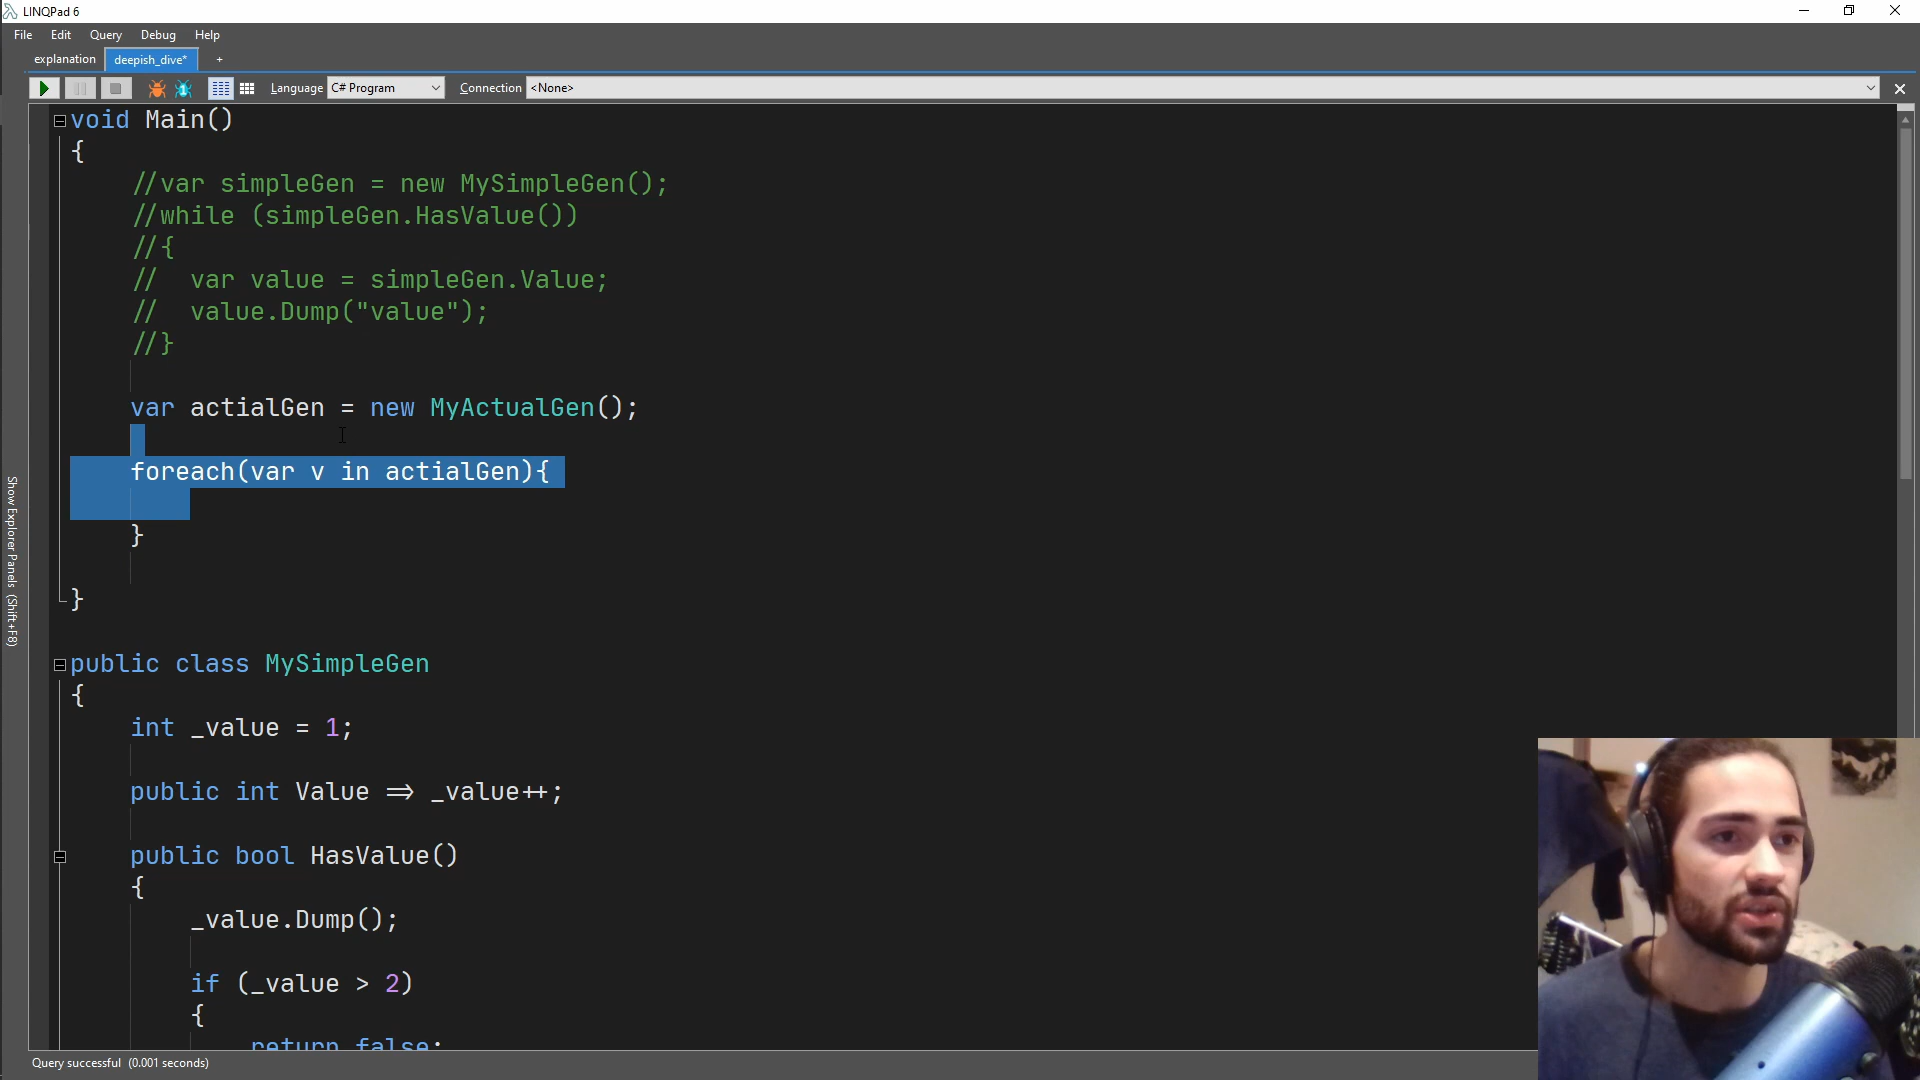 LINQPad 6
File Edit Query Debug Help
explanation deepish_dive* +
Language C# Program Connection <None>
void Main()
{
//var simpleGen = new MySimpleGen();
//while (simpleGen.HasValue())
//{
//  var value = simpleGen.Value;
//  value.Dump("value");
//}
var actialGen = new MyActualGen();
foreach(var v in actialGen){
}
}
public class MySimpleGen
{
int _value = 1;
public int Value => _value++;
public bool HasValue()
{
_value.Dump();
if (_value > 2)
{
return false;
Show Explorer Panels (Shift+F8)
Query successful (0.001 seconds)